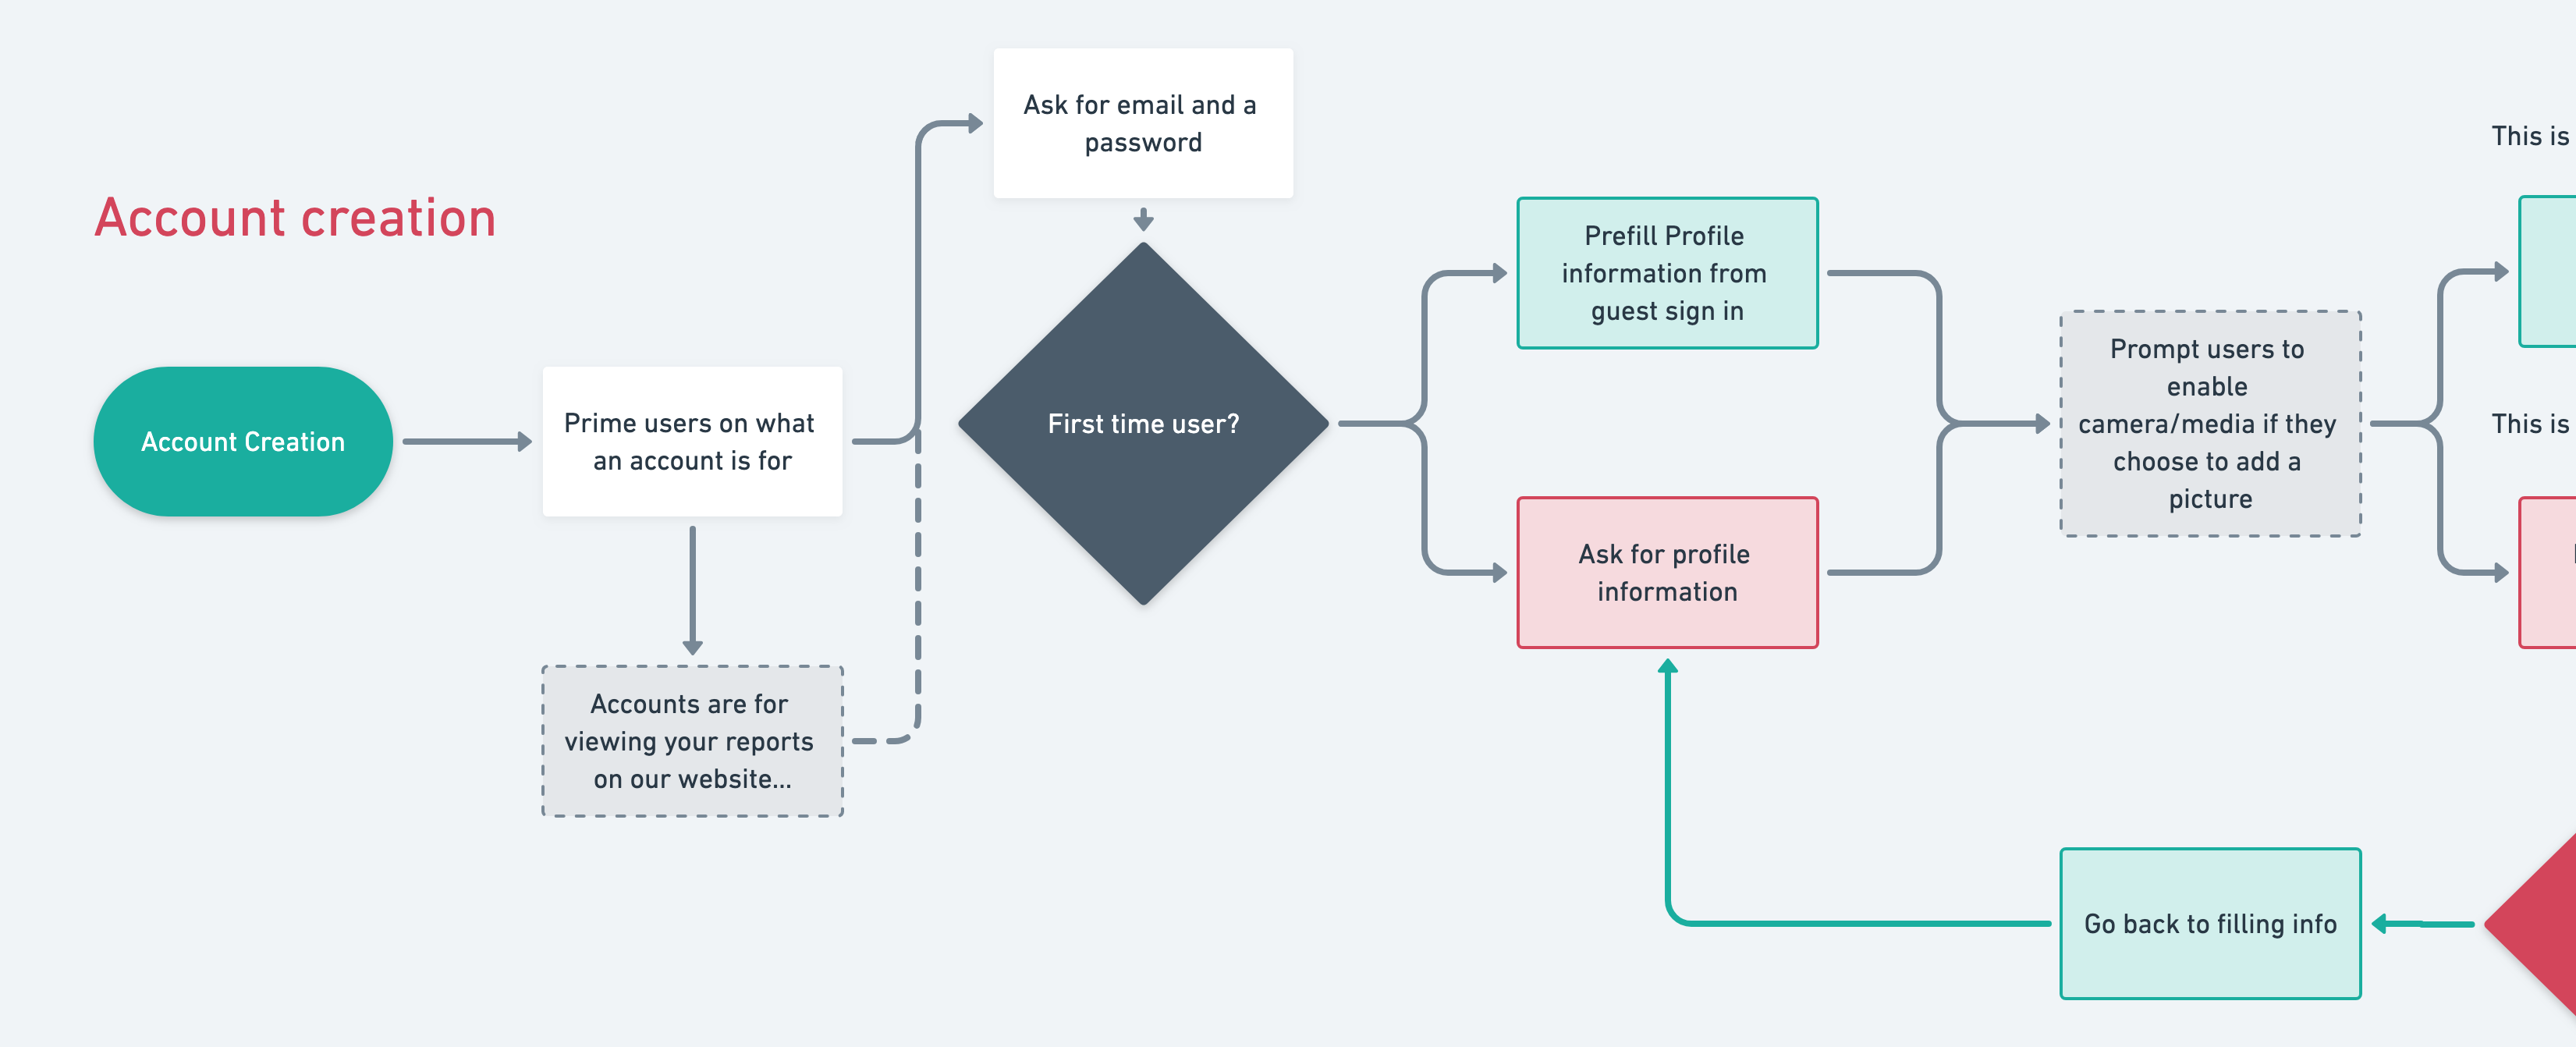 Account creation
Account Creation
Prime users on what
an account is for
Accounts are for
viewing your reports
on our website...
Ask for email and a
password
First time user?
Prefill Profile
information from
guest sign in
Ask for profile
information
Prompt users to
enable
camera/media if they
choose to add a
picture
This is
This is
Go back to filling info